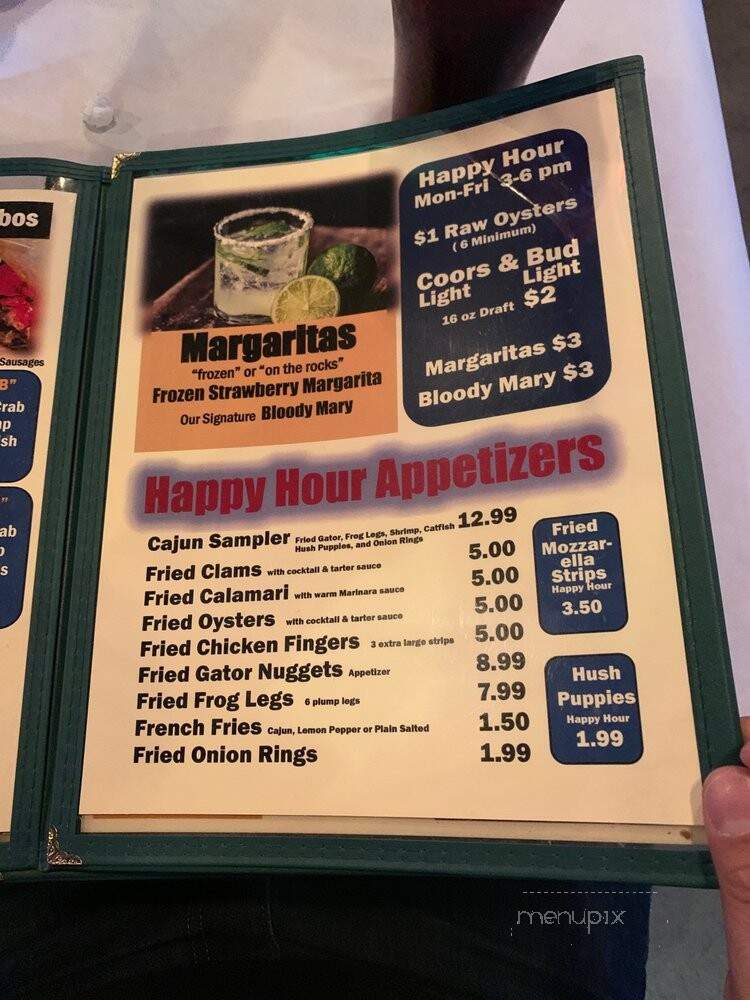 bos
Sausages
B"
Crab
sh
"
ab
s
Margaritas
"frozen" or "on the rocks"
Frozen Strawberry Margarita
Our Signature Bloody Mary
Happy Hour
Mon-Fri 3-6 pm
$1 Raw Oysters
( 6 Minimum)
Coors & Bud
Light Light
16 oz Draft $2
Margaritas $3
Bloody Mary $3
Happy Hour Appetizers
Cajun Sampler Fried Gator, Frog Legs, Shrimp, Catfish 12.99
Hush Puppies, and Onion Rings
Fried Clams with cocktail & tarter sauce 5.00
Fried Calamari with warm Marinara sauce 5.00
Fried Oysters with cocktail & tarter sauce 5.00
Fried Chicken Fingers 3 extra large strips 5.00
Fried Gator Nuggets Appetizer 8.99
Fried Frog Legs 6 plump legs 7.99
French Fries Cajun, Lemon Pepper or Plain Salted 1.50
Fried Onion Rings 1.99
Fried
Mozzar-
ella
Strips
Happy Hour
3.50
Hush
Puppies
Happy Hour
1.99
menupix